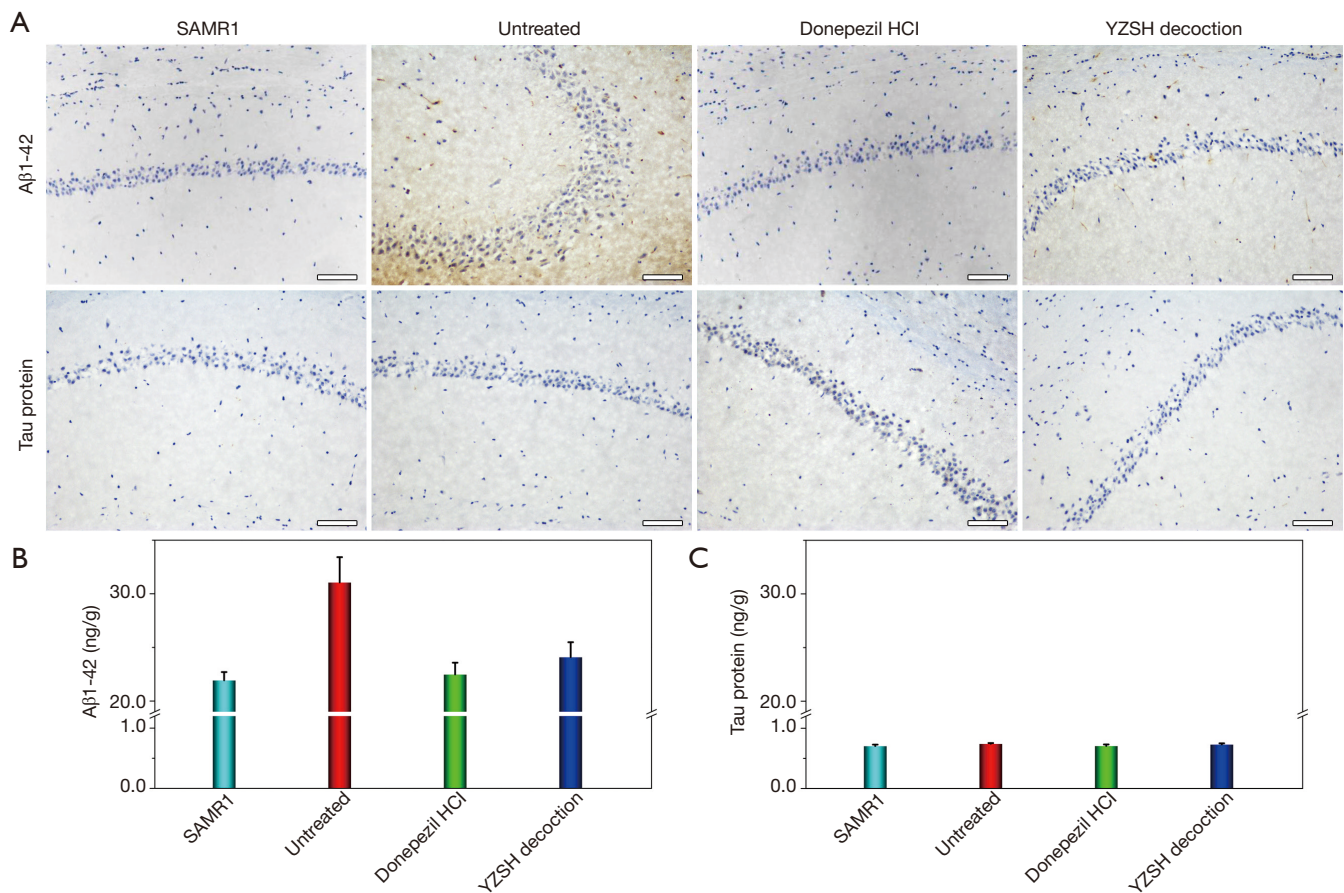 A
SAMR1
Untreated
Donepezil HCl
YZSH decoction
Aβ1-42
Tau protein
B
Aβ1-42 (ng/g)
30.0
20.0
1.0
0.0
SAMR1
Untreated
Donepezil HCl
YZSH decoction
C
Tau protein (ng/g)
30.0
20.0
1.0
0.0
SAMR1
Untreated
Donepezil HCl
YZSH decoction